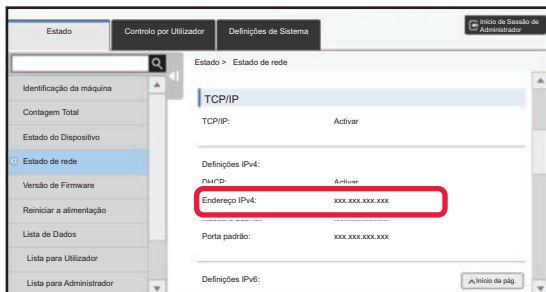 Estado
Controlo por Utilizador
Definições de Sistema
Início de Sessão de
Administrador
Estado > Estado de rede
Identificação da máquina
Contagem Total
Estado do Dispositivo
Estado de rede
Versão de Firmware
Reiniciar a alimentação
Lista de Dados
Lista para Utilizador
Lista para Administrador
TCP/IP
TCP/IP: Activar
Definições IPv4:
DHCP: Activar
Endereço IPv4: xxx.xxx.xxx.xxx
Porta padrão: xxx.xxx.xxx.xxx
Definições IPv6:
Início da pág.